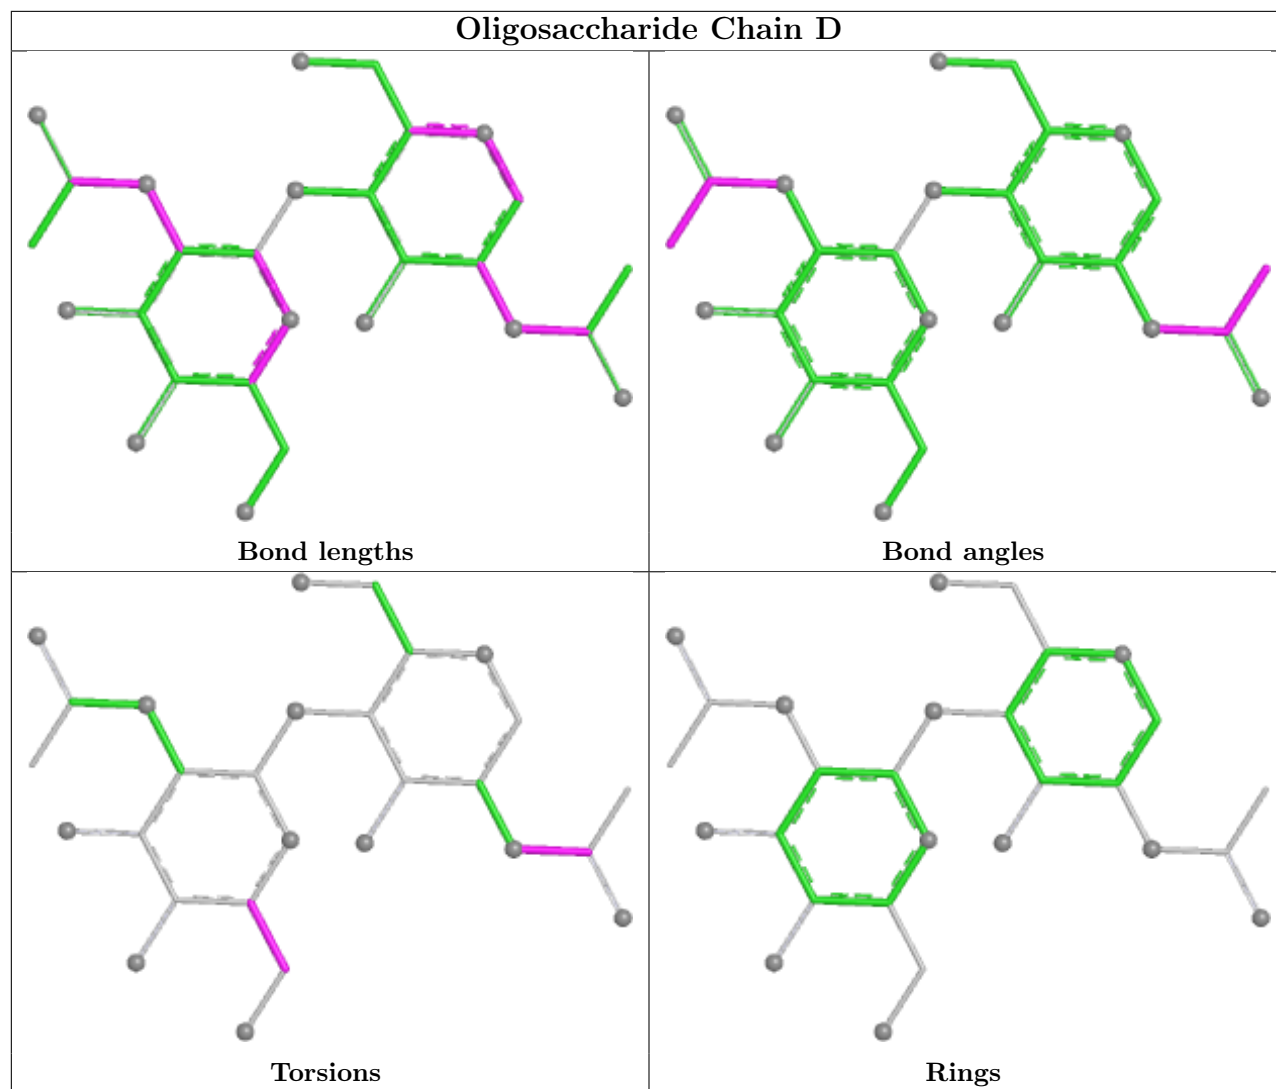 Oligosaccharide Chain D
Bond lengths
Bond angles
Torsions
Rings